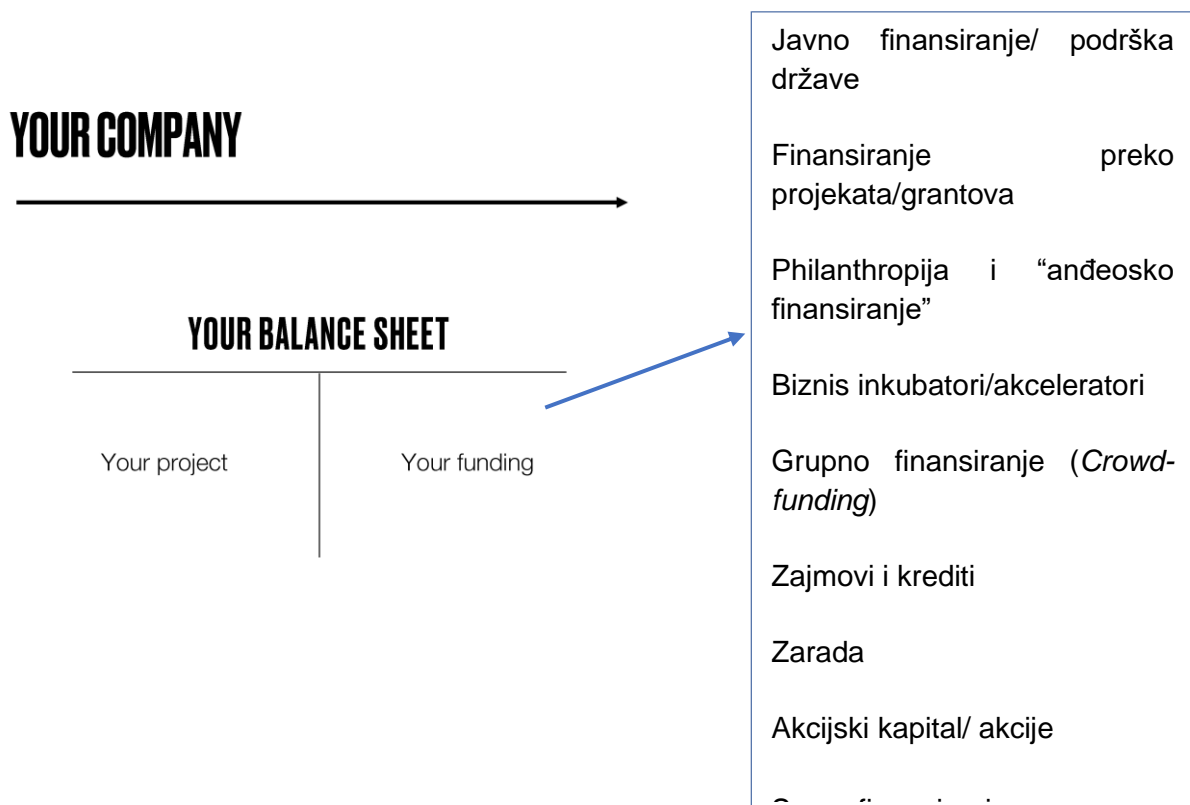 YOUR COMPANY
YOUR BALANCE SHEET
Your project
Your funding
Javno finansiranje/ podrška
države
Finansiranje preko
projekata/grantova
Philanthropija i “anđeosko
finansiranje”
Biznis inkubatori/akceleratori
Grupno finansiranje (Crowd-
funding)
Zajmovi i krediti
Zarada
Akcijski kapital/ akcije